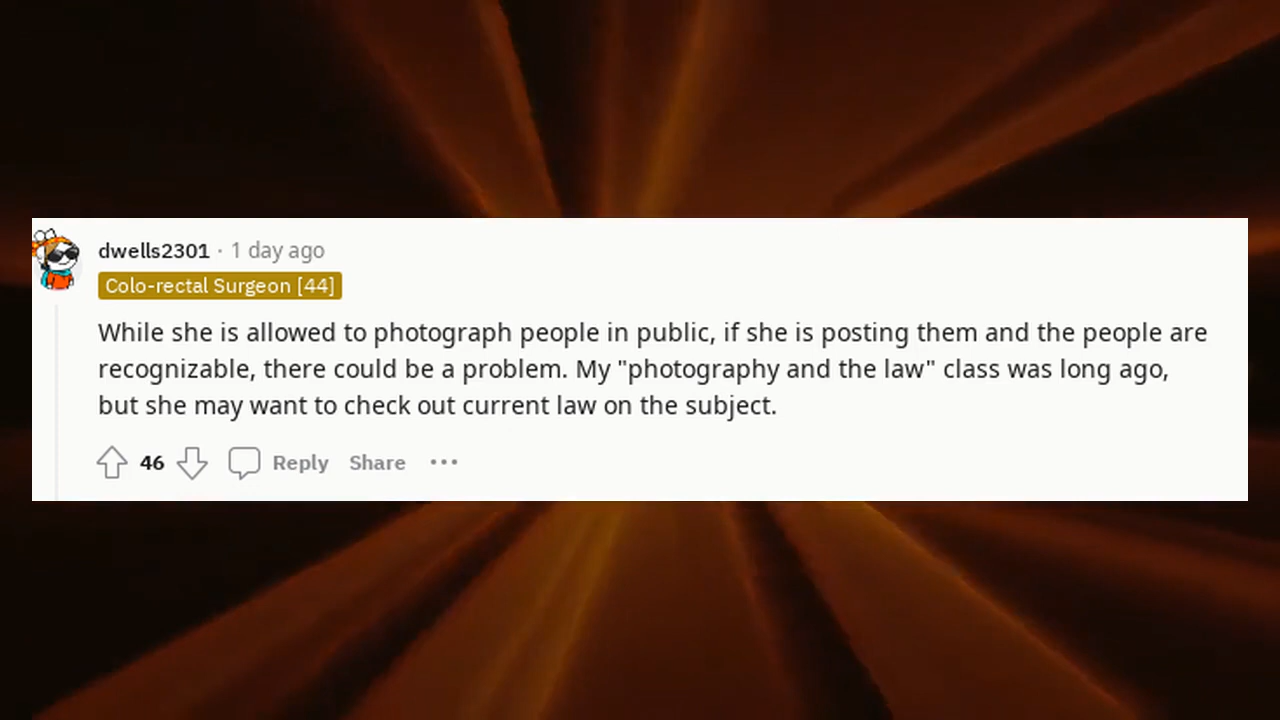 dwells2301 · 1 day ago
Colo-rectal Surgeon [44]
While she is allowed to photograph people in public, if she is posting them and the people are
recognizable, there could be a problem. My "photography and the law" class was long ago,
but she may want to check out current law on the subject.
46 Reply Share ···